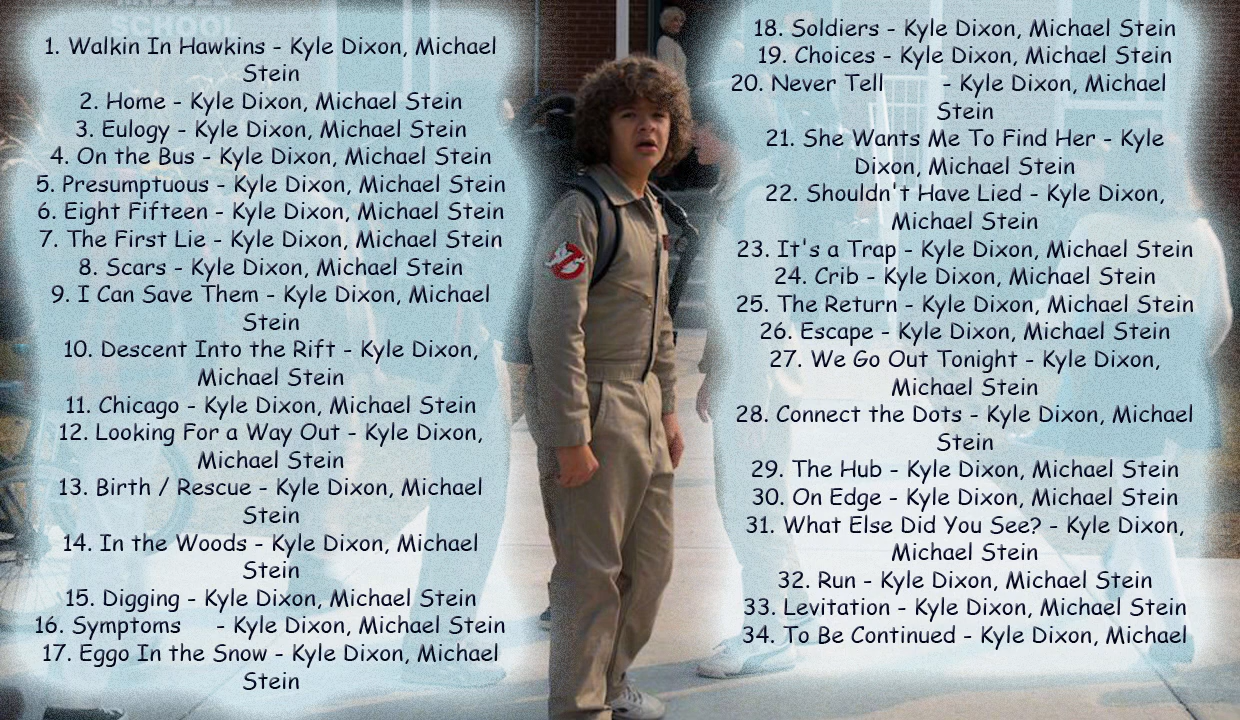 MIDDLE
SCHOOL
1. Walkin In Hawkins - Kyle Dixon, Michael
Stein
2. Home - Kyle Dixon, Michael Stein
3. Eulogy - Kyle Dixon, Michael Stein
4. On the Bus - Kyle Dixon, Michael Stein
5. Presumptuous - Kyle Dixon, Michael Stein
6. Eight Fifteen - Kyle Dixon, Michael Stein
7. The First Lie - Kyle Dixon, Michael Stein
8. Scars - Kyle Dixon, Michael Stein
9. I Can Save Them - Kyle Dixon, Michael
Stein
10. Descent Into the Rift - Kyle Dixon,
Michael Stein
11. Chicago - Kyle Dixon, Michael Stein
12. Looking For a Way Out - Kyle Dixon,
Michael Stein
13. Birth / Rescue - Kyle Dixon, Michael
Stein
14. In the Woods - Kyle Dixon, Michael
Stein
15. Digging - Kyle Dixon, Michael Stein
16. Symptoms - Kyle Dixon, Michael Stein
17. Eggo In the Snow - Kyle Dixon, Michael
Stein
18. Soldiers - Kyle Dixon, Michael Stein
19. Choices - Kyle Dixon, Michael Stein
20. Never Tell - Kyle Dixon, Michael
Stein
21. She Wants Me To Find Her - Kyle
Dixon, Michael Stein
22. Shouldn't Have Lied - Kyle Dixon,
Michael Stein
23. It's a Trap - Kyle Dixon, Michael Stein
24. Crib - Kyle Dixon, Michael Stein
25. The Return - Kyle Dixon, Michael Stein
26. Escape - Kyle Dixon, Michael Stein
27. We Go Out Tonight - Kyle Dixon,
Michael Stein
28. Connect the Dots - Kyle Dixon, Michael
Stein
29. The Hub - Kyle Dixon, Michael Stein
30. On Edge - Kyle Dixon, Michael Stein
31. What Else Did You See? - Kyle Dixon,
Michael Stein
32. Run - Kyle Dixon, Michael Stein
33. Levitation - Kyle Dixon, Michael Stein
34. To Be Continued - Kyle Dixon, Michael